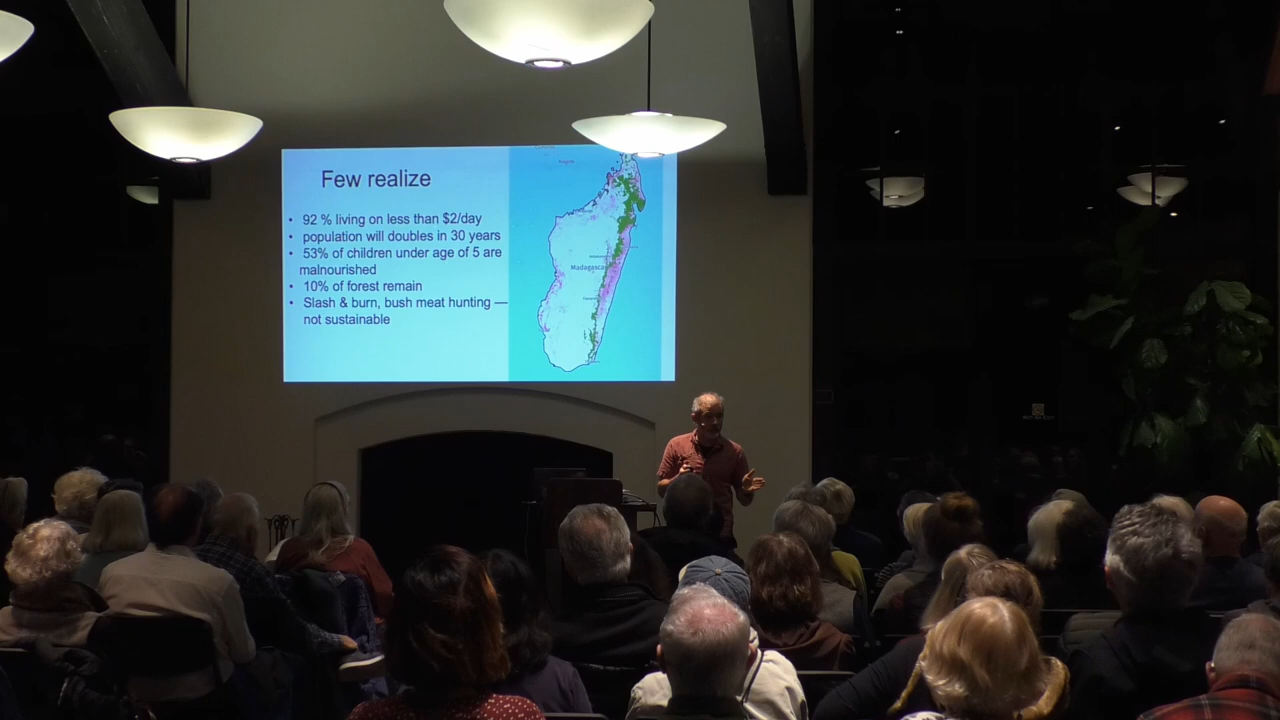 Few realize
• 92 % living on less than $2/day
• population will doubles in 30 years
• 53% of children under age of 5 are
malnourished
• 10% of forest remain
• Slash & burn, bush meat hunting —
not sustainable
Madagascar